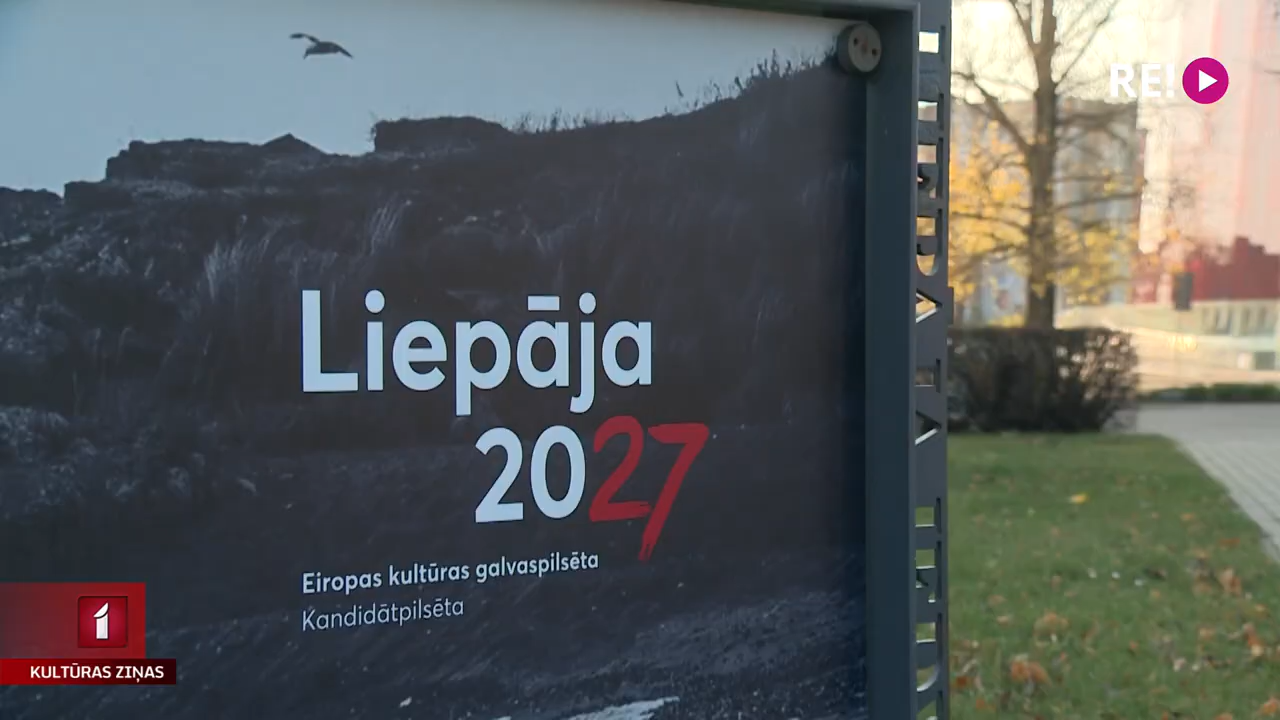 RE!
Liepāja
2027
Eiropas kultūras galvaspilsēta
Kandidātpilsēta
1
KULTŪRAS ZIŅAS